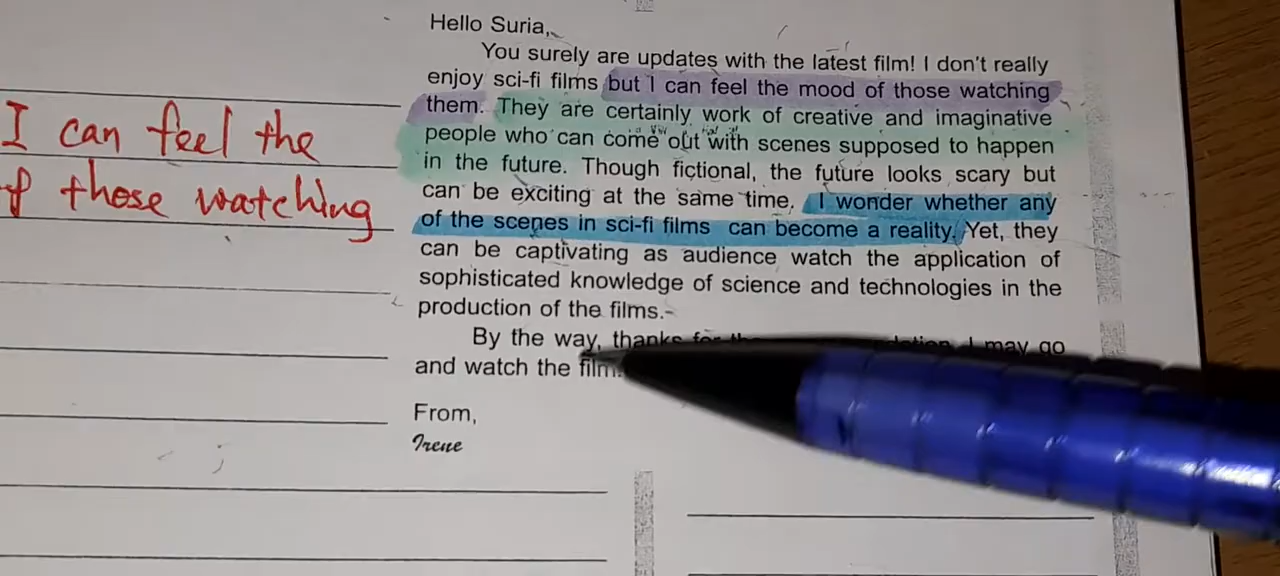 Hello Suria,
You surely are updates with the latest film! I don't really
enjoy sci-fi films but I can feel the mood of those watching
them. They are certainly work of creative and imaginative
people who can come out with scenes supposed to happen
in the future. Though fictional, the future looks scary but
can be exciting at the same time. I wonder whether any
of the scenes in sci-fi films can become a reality. Yet, they
can be captivating as audience watch the application of
sophisticated knowledge of science and technologies in the
production of the films.
By the way, thanks for I may go
and watch the film.
From,
Irene
I can feel the
of those watching